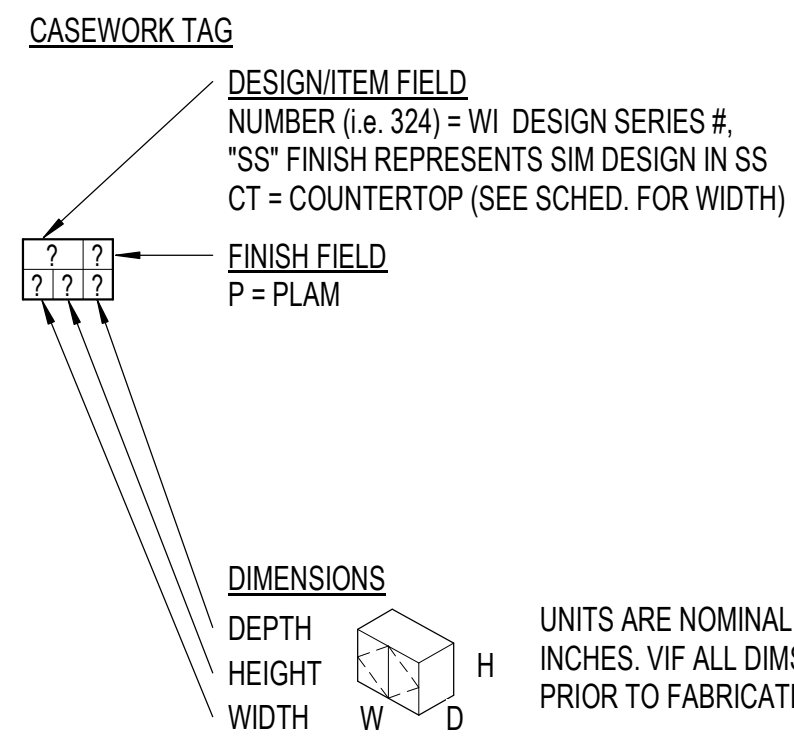 CASEWORK TAG
DESIGN/ITEM FIELD
NUMBER (i.e. 324) = WI DESIGN SERIES #,
"SS" FINISH REPRESENTS SIM DESIGN IN SS
CT = COUNTERTOP (SEE SCHED. FOR WIDTH)
? ?
? ? ?
FINISH FIELD
P = PLAM
DIMENSIONS
DEPTH
HEIGHT
WIDTH
H
W D
UNITS ARE NOMINAL
INCHES. VIF ALL DIMS
PRIOR TO FABRICATI